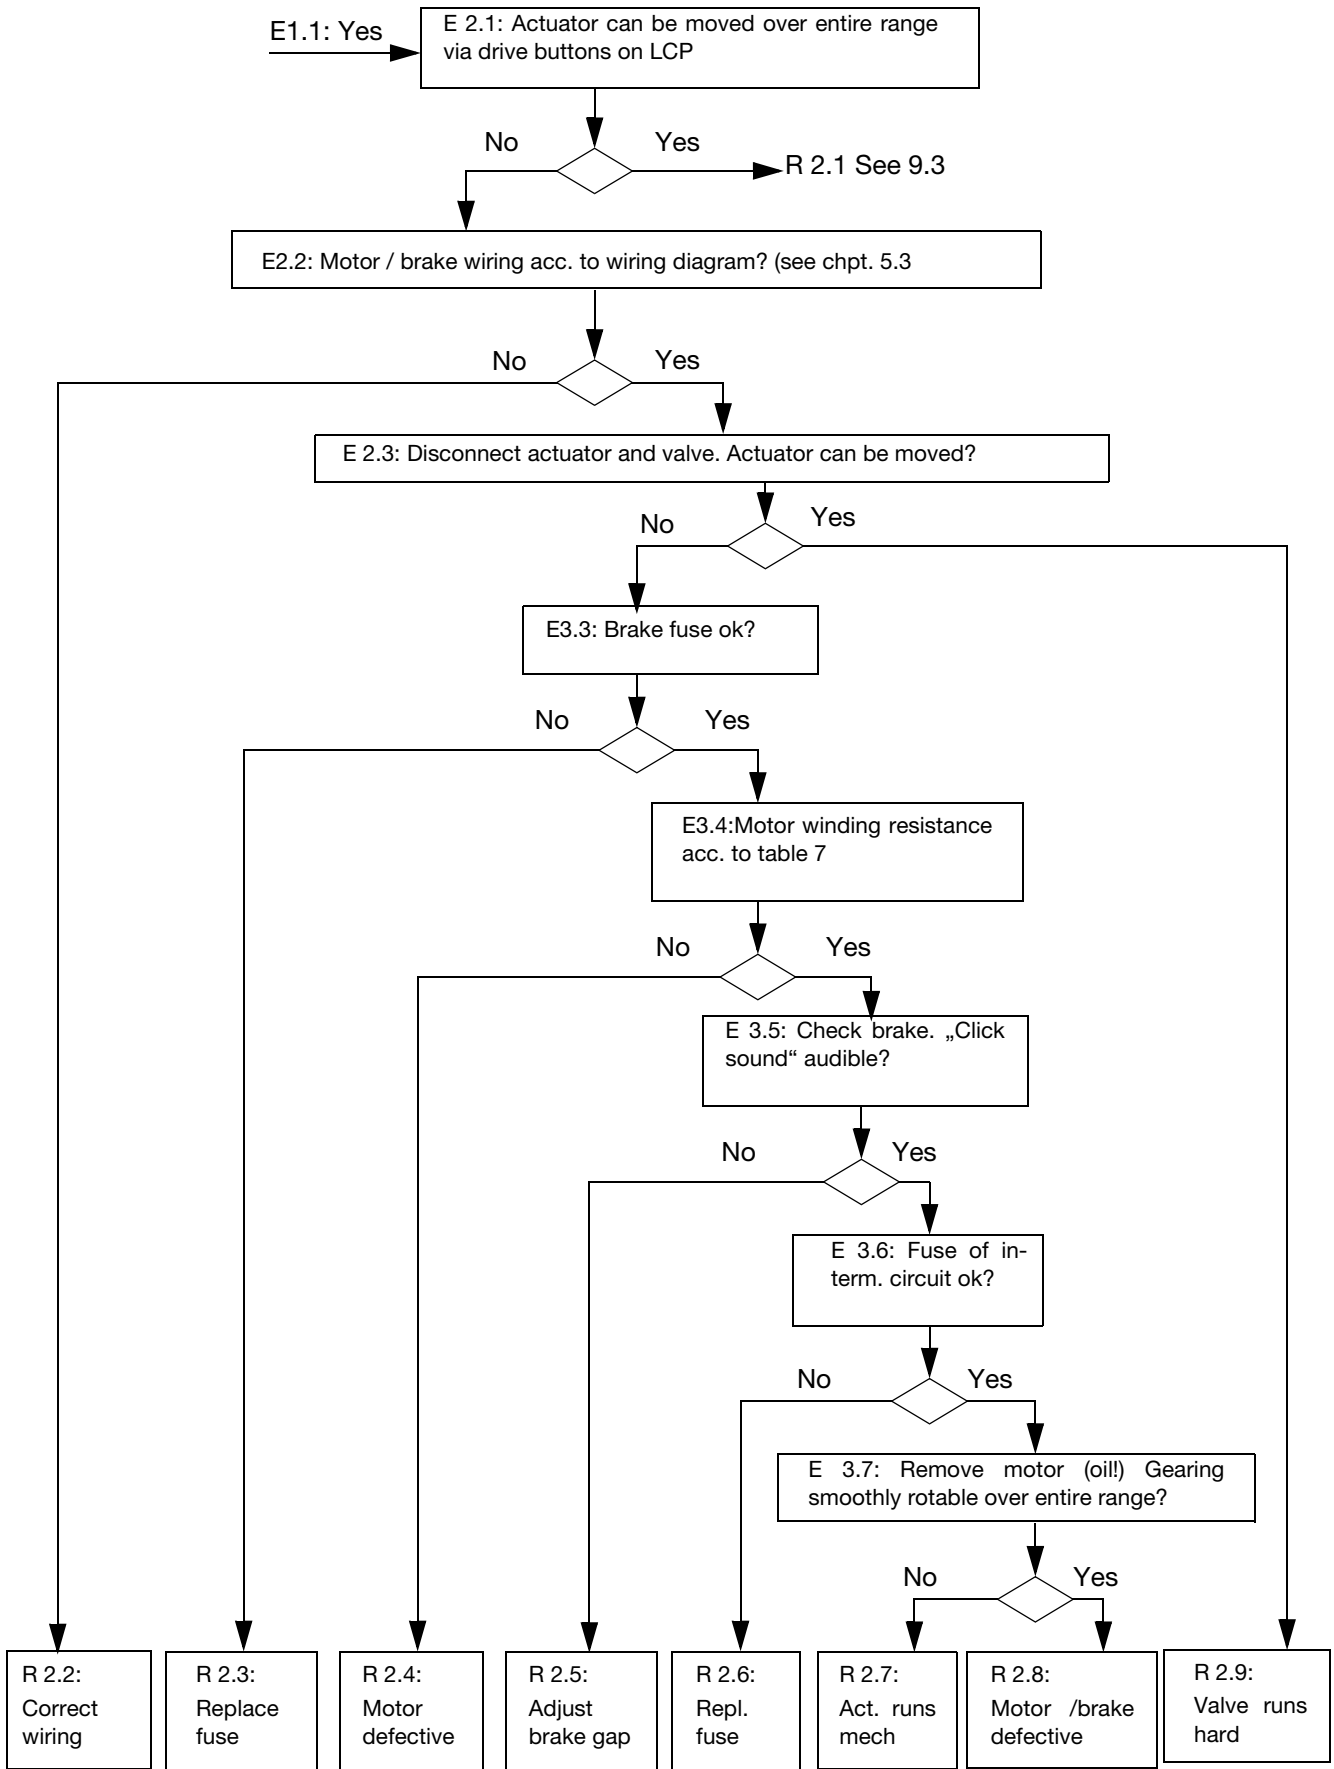 E1.1: Yes
E 2.1: Actuator can be moved over entire range
via drive buttons on LCP
No
Yes
R 2.1 See 9.3
E2.2: Motor / brake wiring acc. to wiring diagram? (see chpt. 5.3
No
Yes
E 2.3: Disconnect actuator and valve. Actuator can be moved?
No
Yes
E3.3: Brake fuse ok?
No
Yes
E3.4:Motor winding resistance
acc. to table 7
No
Yes
E 3.5: Check brake. „Click
sound“ audible?
No
Yes
E 3.6: Fuse of in-
term. circuit ok?
No
Yes
E 3.7: Remove motor (oil!) Gearing
smoothly rotable over entire range?
No
Yes
R 2.2:
Correct
wiring
R 2.3:
Replace
fuse
R 2.4:
Motor
defective
R 2.5:
Adjust
brake gap
R 2.6:
Repl.
fuse
R 2.7:
Act. runs
mech
R 2.8:
Motor /brake
defective
R 2.9:
Valve runs
hard